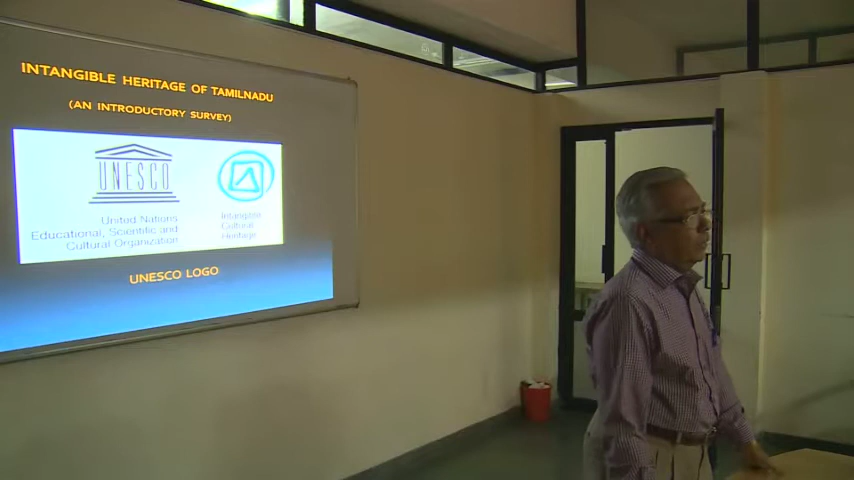 INTANGIBLE HERITAGE OF TAMILNADU
(AN INTRODUCTORY SURVEY)
UNESCO
United Nations
Educational, Scientific and
Cultural Organization
Intangible
Cultural
Heritage
UNESCO LOGO